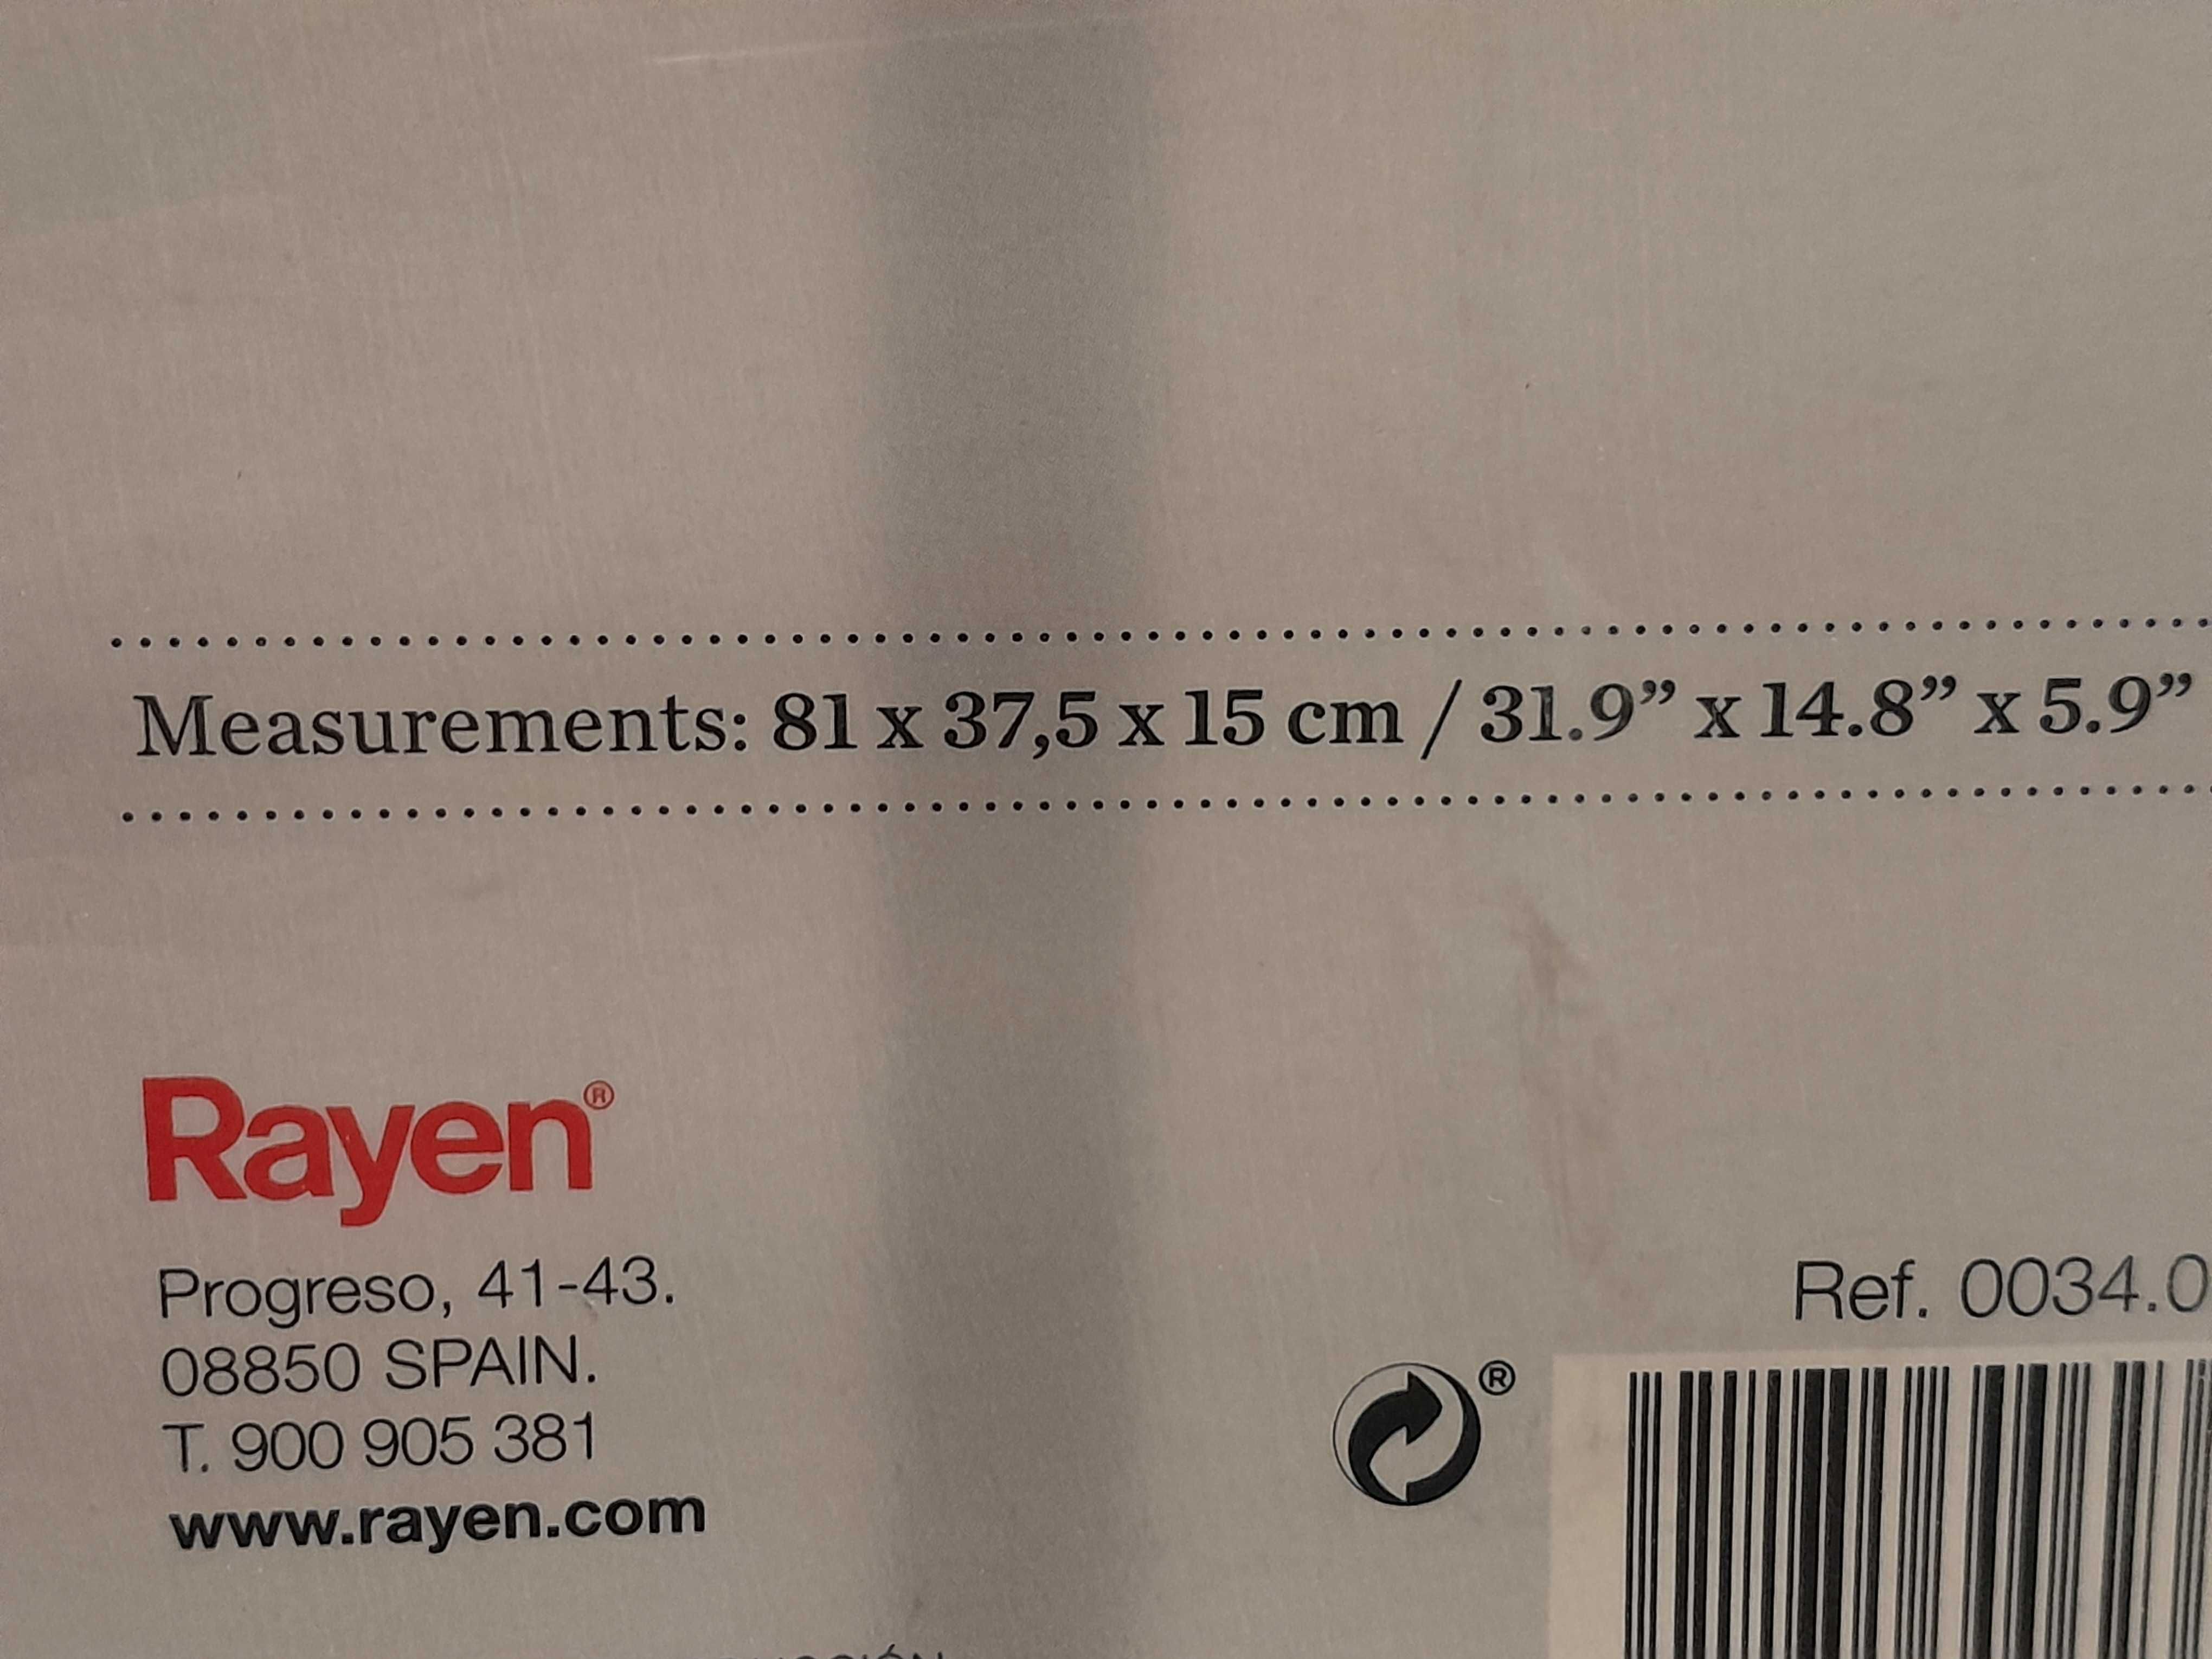 Measurements: 81 x 37,5 x 15 cm / 31.9” x 14.8” x 5.9”
Rayen®
Progreso, 41-43.
08850 SPAIN.
T. 900 905 381
www.rayen.com
Ref. 0034.0
®